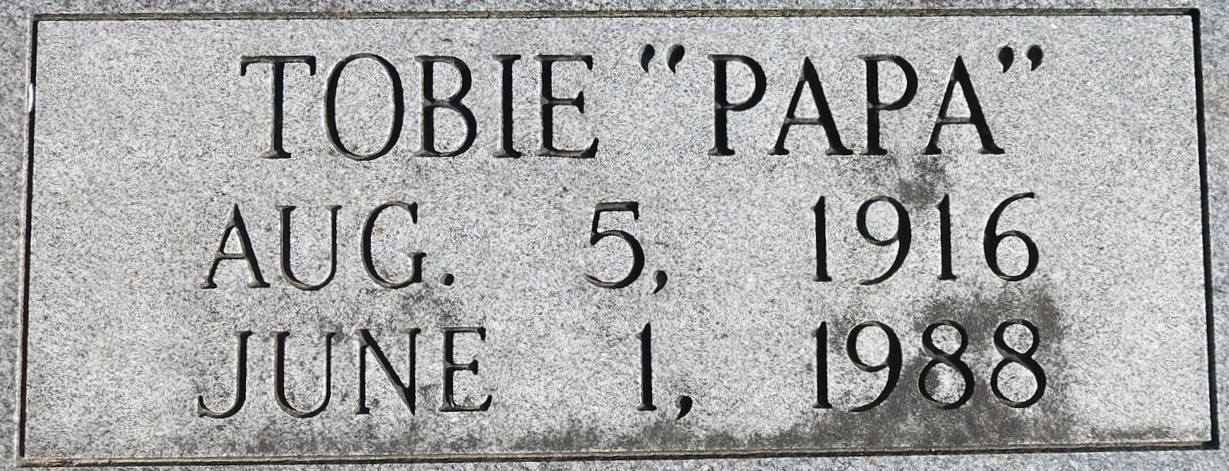 TOBIE “PAPA”
AUG. 5, 1916
JUNE 1, 1988